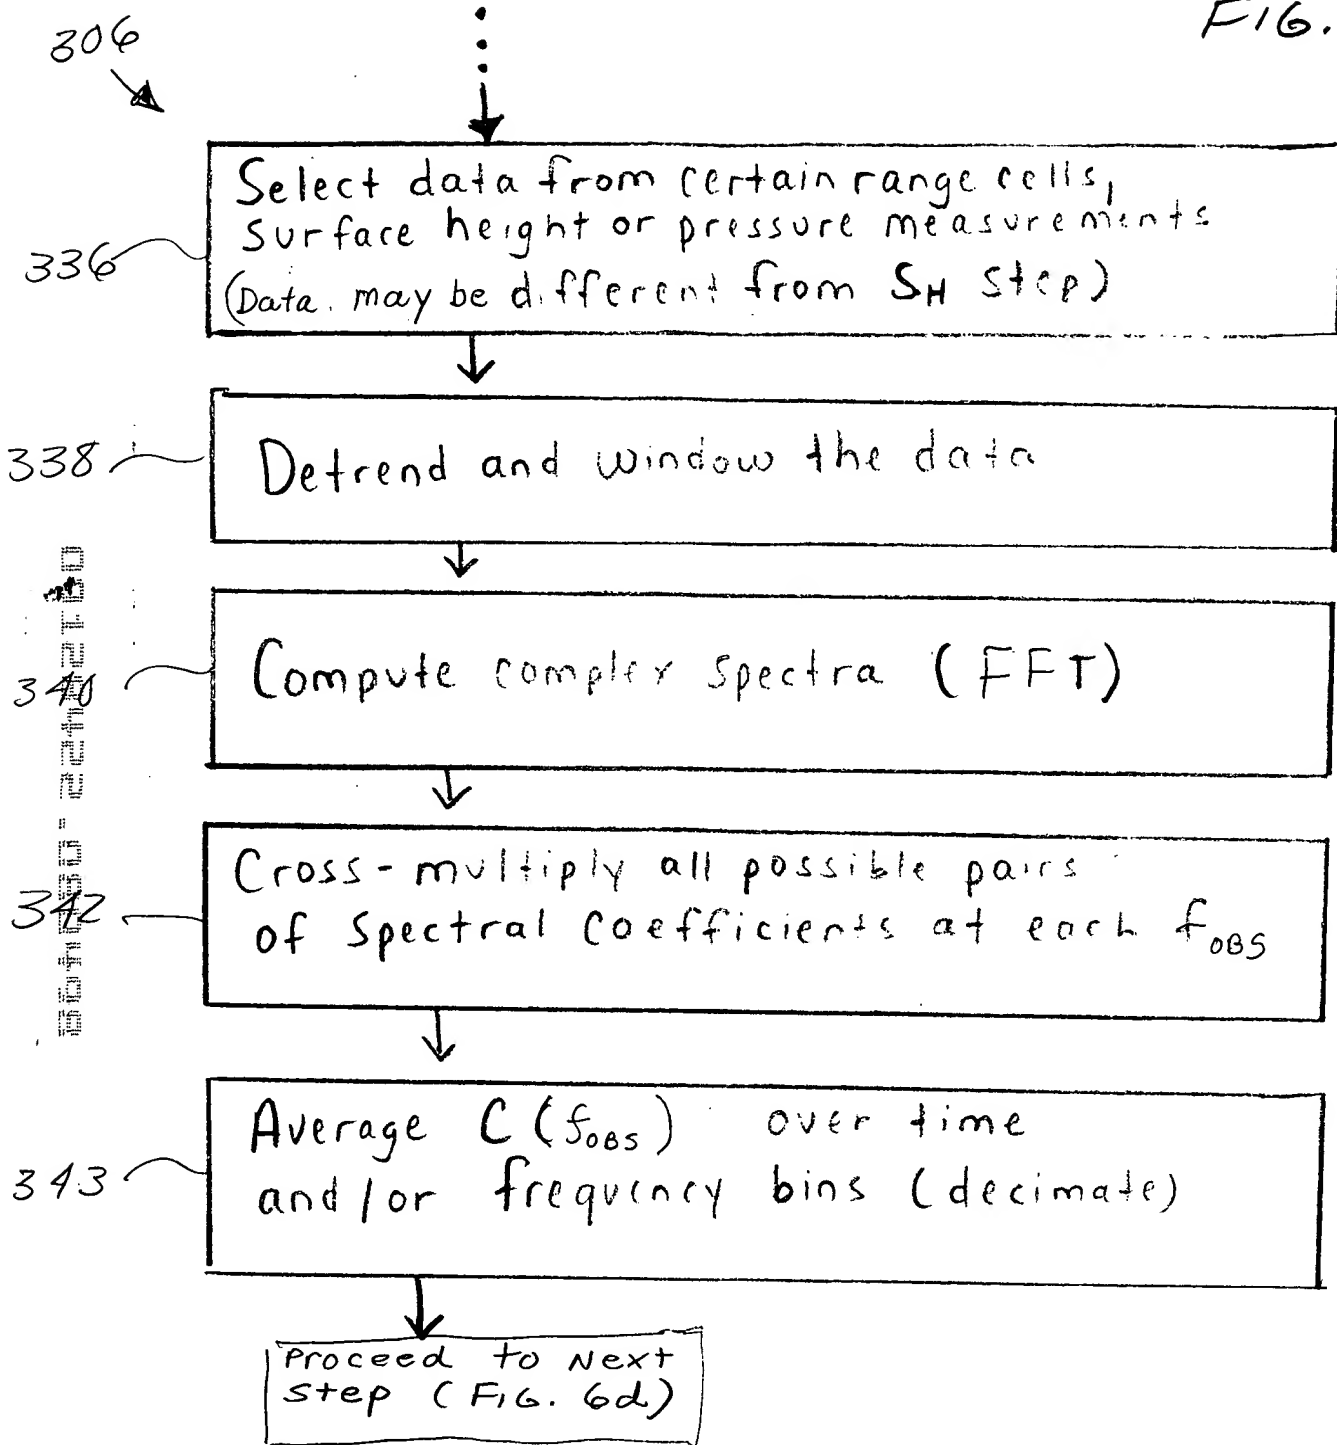 306
FIG.
Select data from certain range cells,
surface height or pressure measurements
(Data may be different from SH step)
336
Detrend and window the data
338
Compute complex spectra (FFT)
340
Cross-multiply all possible pairs
of spectral coefficients at each fOBS
342
Average C(fOBS) over time
and/or frequency bins (decimate)
343
Proceed to Next
step (FIG. 6d)